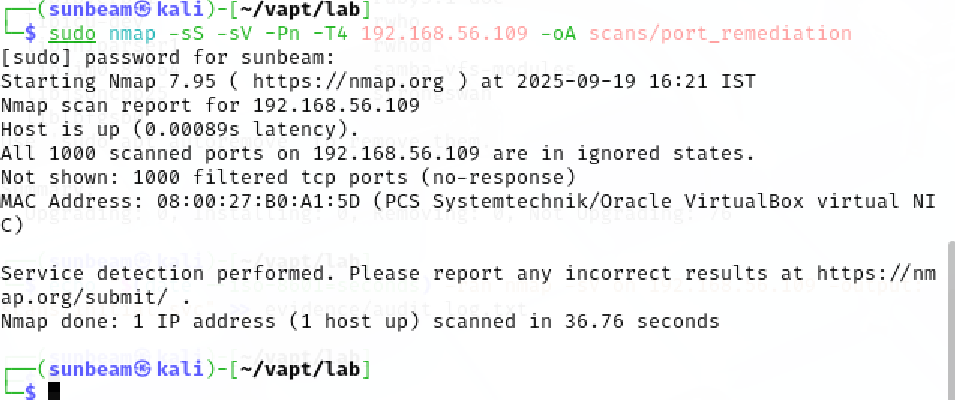 ┌──(sunbeam㉿kali)-[~/vapt/lab]
└─$ sudo nmap -sS -sV -Pn -T4 192.168.56.109 -oA scans/port_remediation
[sudo] password for sunbeam:
Starting Nmap 7.95 ( https://nmap.org ) at 2025-09-19 16:21 IST
Nmap scan report for 192.168.56.109
Host is up (0.00089s latency).
All 1000 scanned ports on 192.168.56.109 are in ignored states.
Not shown: 1000 filtered tcp ports (no-response)
MAC Address: 08:00:27:B0:A1:5D (PCS Systemtechnik/Oracle VirtualBox virtual NI
C)
Service detection performed. Please report any incorrect results at https://nm
ap.org/submit/ .
Nmap done: 1 IP address (1 host up) scanned in 36.76 seconds
┌──(sunbeam㉿kali)-[~/vapt/lab]
└─$